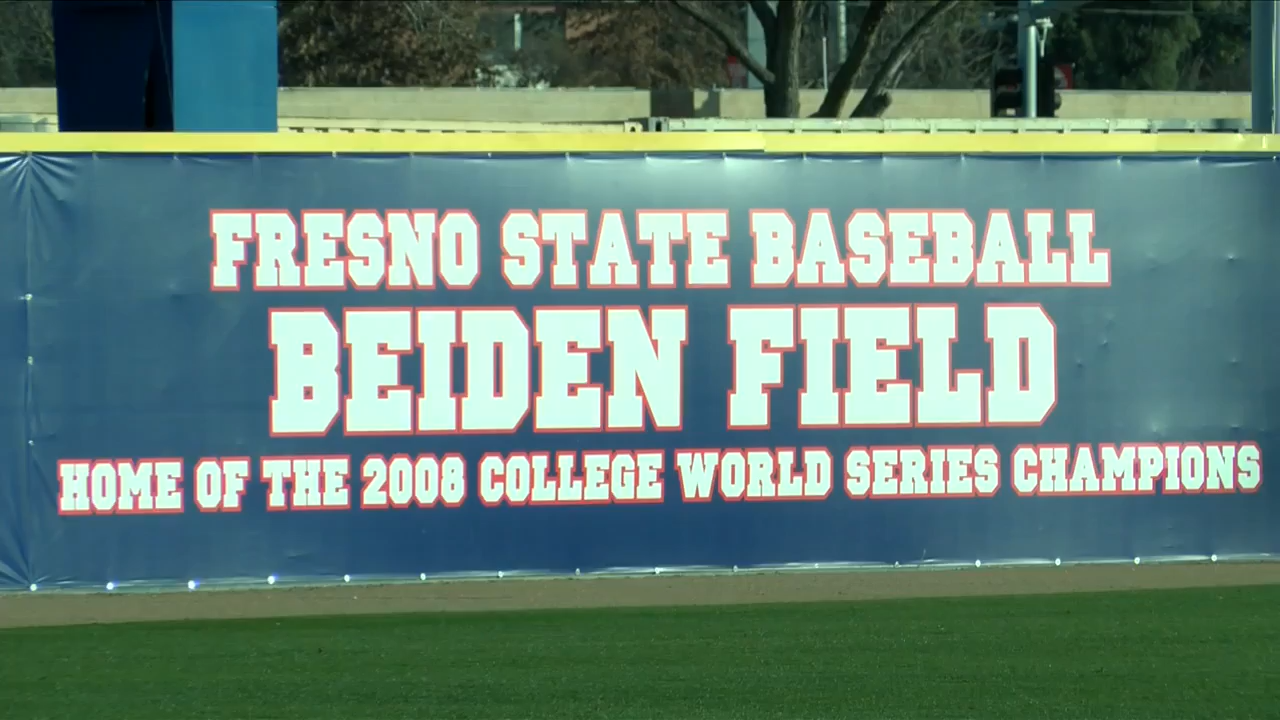 FRESNO STATE BASEBALL
BEIDEN FIELD
HOME OF THE 2008 COLLEGE WORLD SERIES CHAMPIONS